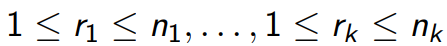 1 ≤ r₁ ≤ n₁, . . . , 1 ≤ rₖ ≤ nₖ